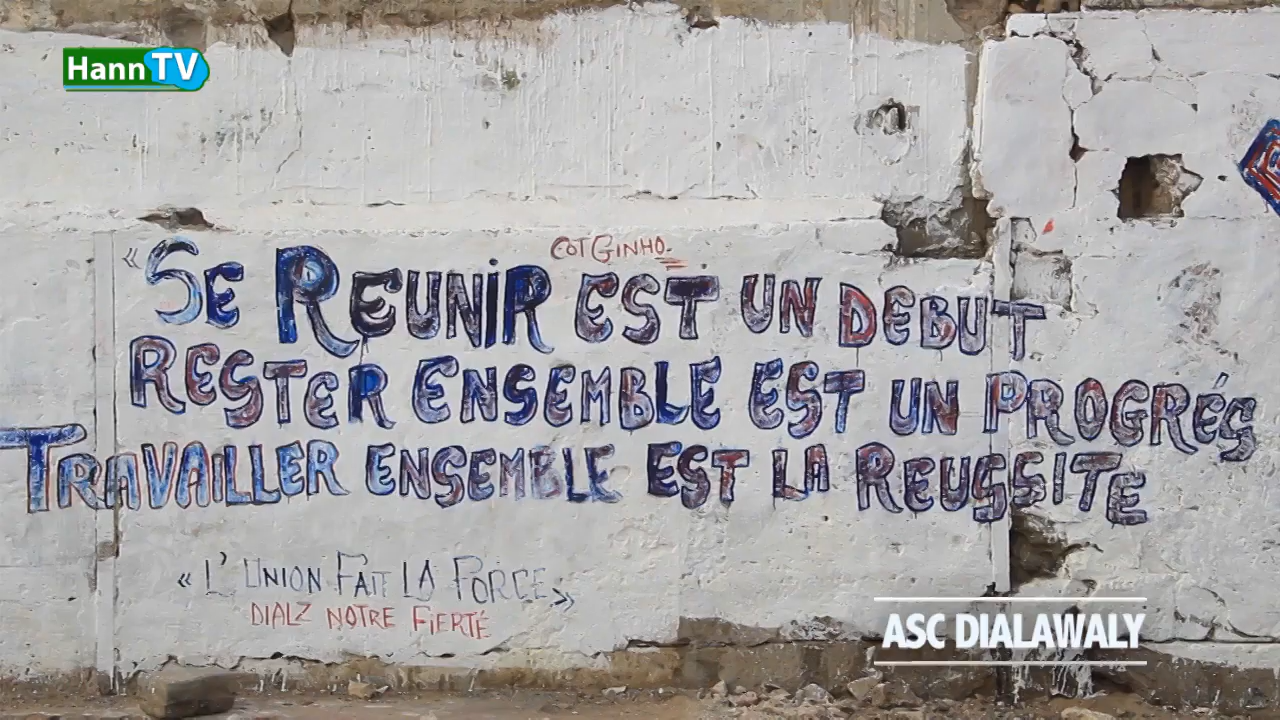 HannTV
COTGINHO
«SE REUNIR EST UN DEBUT
RESTER ENSEMBLE EST UN PROGRÉS
TRAVAILLER ENSEMBLE EST LA REUSSITE
« L' UNION FAIT LA FORCE »
DIALZ NOTRE FIERTÉ
ASC DIALAWALY